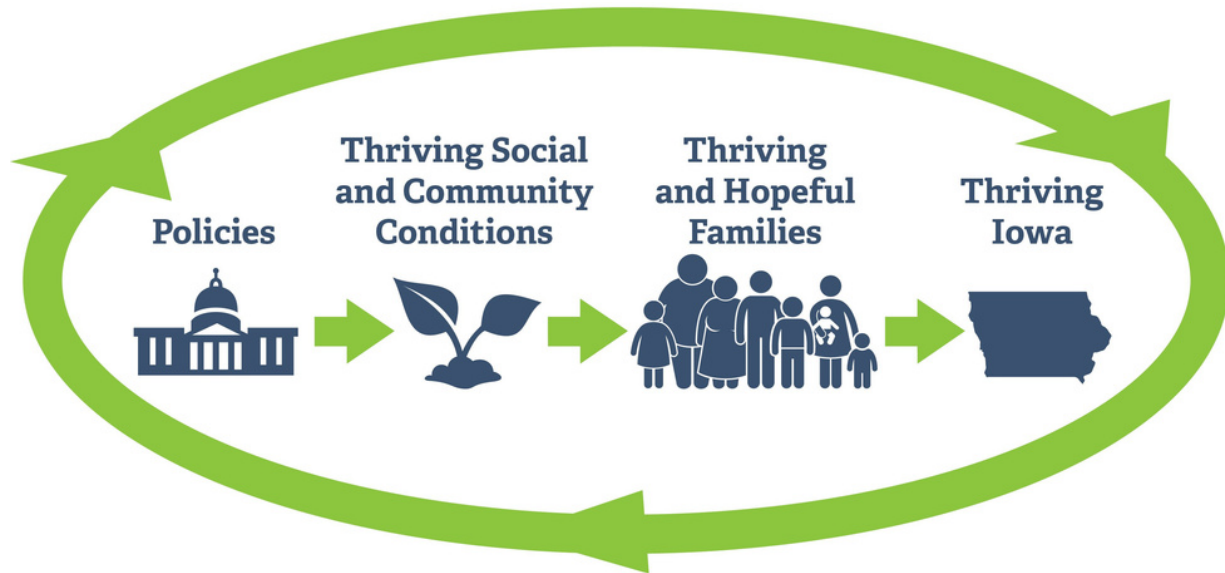 Policies
Thriving Social
and Community
Conditions
Thriving
and Hopeful
Families
Thriving
Iowa